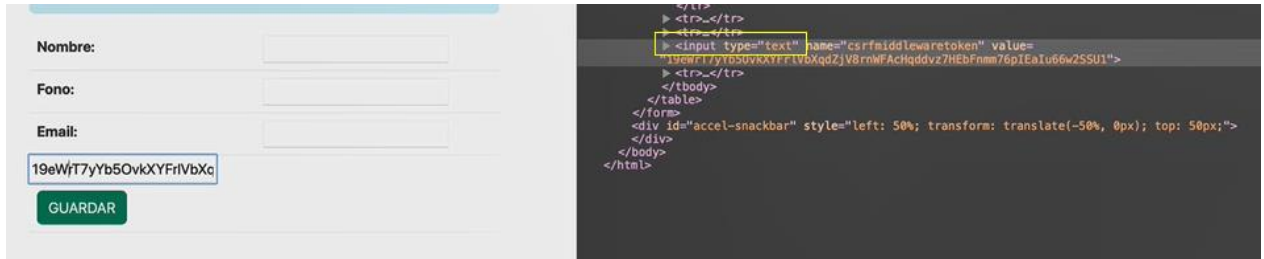 Nombre:
Fono:
Email:
19eWrT7yYb5OvkXYFrlVbXq
GUARDAR
</tr>
▶ <tr>…</tr>
▶ <tr>…</tr>
▶ <input type="text" name="csrfmiddlewaretoken" value=
"19eWrT7yYb5OvkXYFrlVbXqdZjV8rnWFAcHqddvz7HEbFnmm76pIEaIu66w2SSU1">
▶ <tr>…</tr>
</tbody>
</table>
</form>
<div id="accel-snackbar" style="left: 50%; transform: translate(-50%, 0px); top: 50px;">
</div>
</body>
</html>